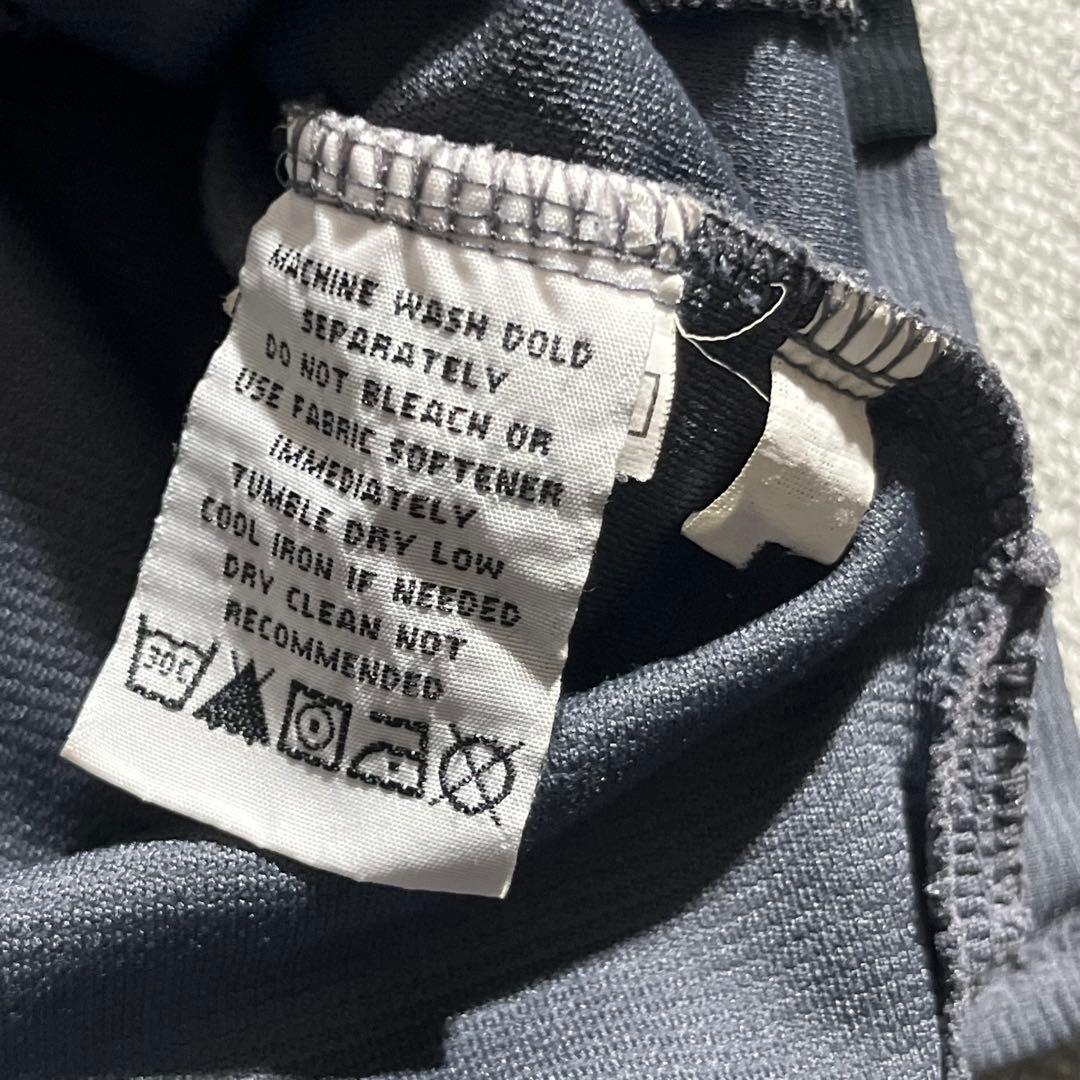 MACHINE WASH DOLD
SEPARATELY
DO NOT BLEACH OR
USE FABRIC SOFTENER
IMMEDIATELY
TUMBLE DRY LOW
COOL IRON IF NEEDED
DRY CLEAN NOT
RECOMMENDED
30C